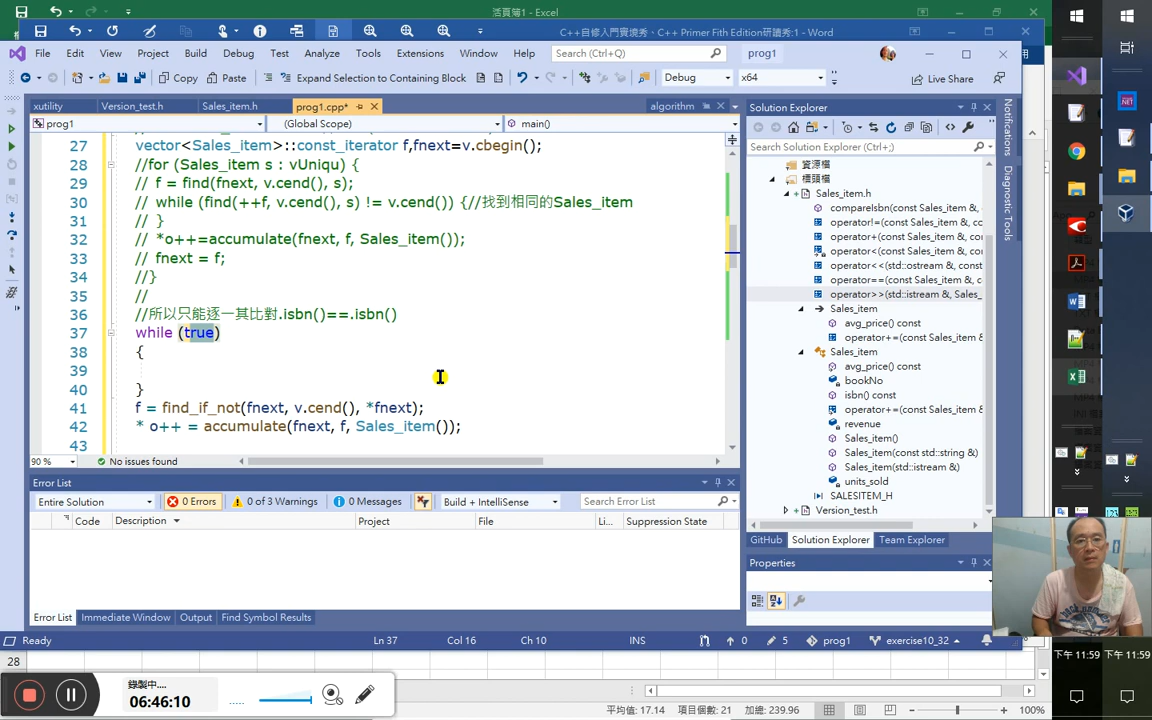 活頁簿1 - Excel
C++自修人門實境秀、C++ Primer Fifth Edition研讀秀:1 - Word
File Edit View Project Build Debug Test Analyze Tools Extensions Window Help Search (Ctrl+Q) prog1
Copy Paste Expand Selection to Containing Block Debug x64 Live Share
xutility Version_test.h Sales_item.h prog1.cpp* algorithm
prog1 (Global Scope) main()
27 vector<Sales_item>::const_iterator f,fnext=v.cbegin();
28 //for (Sales_item s : vUniqu) {
29 // f = find(fnext, v.cend(), s);
30 // while (find(++f, v.cend(), s) != v.cend()) {//找到相同的Sales_item
31 // }
32 // *o++=accumulate(fnext, f, Sales_item());
33 // fnext = f;
34 //}
35 //
36 //所以只能逐一其比對.isbn()==.isbn()
37 while (true)
38 {
39
40 }
41 f = find_if_not(fnext, v.cend(), *fnext);
42 * o++ = accumulate(fnext, f, Sales_item());
43
90 % No issues found
Error List
Entire Solution 0 Errors 0 of 3 Warnings 0 Messages Build + IntelliSense Search Error List
Code Description Project File Li... Suppression State
Error List Immediate Window Output Find Symbol Results
Ready Ln 37 Col 16 Ch 10 INS 0 5 prog1 exercise10_32
Solution Explorer
Search Solution Explorer (Ctrl+;)
資源檔
標頭檔
Sales_item.h
compareIsbn(const Sales_item &,
operator!=(const Sales_item &, co
operator+(const Sales_item &, con
operator<(const Sales_item &, co
operator<<(std::ostream &, const
operator==(const Sales_item &, c
operator>>(std::istream &, Sales_
Sales_item
avg_price() const
operator+=(const Sales_item &
Sales_item
avg_price() const
bookNo
isbn() const
operator+=(const Sales_item &
revenue
Sales_item()
Sales_item(const std::string &)
Sales_item(std::istream &)
units_sold
SALESITEM_H
Version_test.h
GitHub Solution Explorer Team Explorer
Properties
Notifications
Diagnostic Tools
28
錄製中...
06:46:10
下午 11:59 下午 11:59
平均值: 17.14 項目個數: 21 加總: 239.96 100%